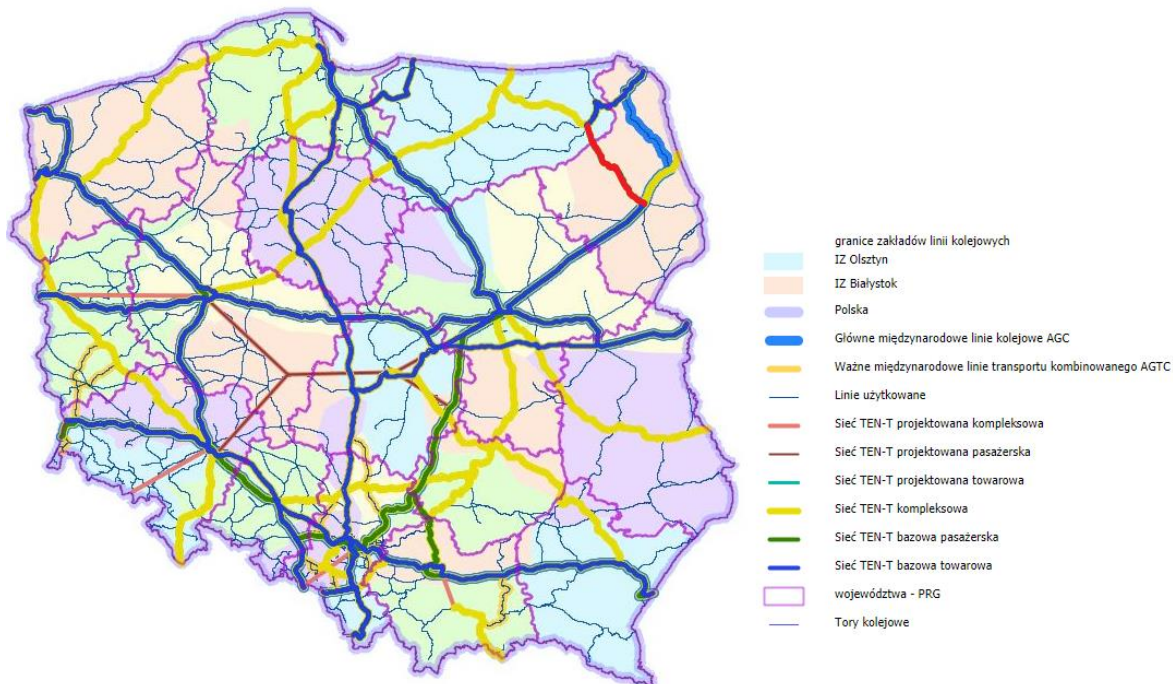 granice zakładów linii kolejowych
IZ Olsztyn
IZ Białystok
Polska
Główne międzynarodowe linie kolejowe AGC
Ważne międzynarodowe linie transportu kombinowanego AGTC
Linie użytkowane
Sieć TEN-T projektowana kompleksowa
Sieć TEN-T projektowana pasażerska
Sieć TEN-T projektowana towarowa
Sieć TEN-T kompleksowa
Sieć TEN-T bazowa pasażerska
Sieć TEN-T bazowa towarowa
województwa - PRG
Tory kolejowe